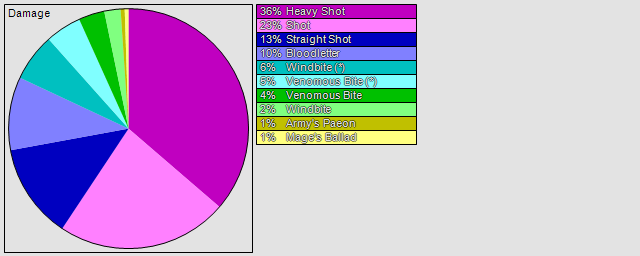 Damage
36% Heavy Shot
23% Shot
13% Straight Shot
10% Bloodletter
6% Windbite (*)
5% Venomous Bite (*)
4% Venomous Bite
2% Windbite
1% Army's Paeon
1% Mage's Ballad